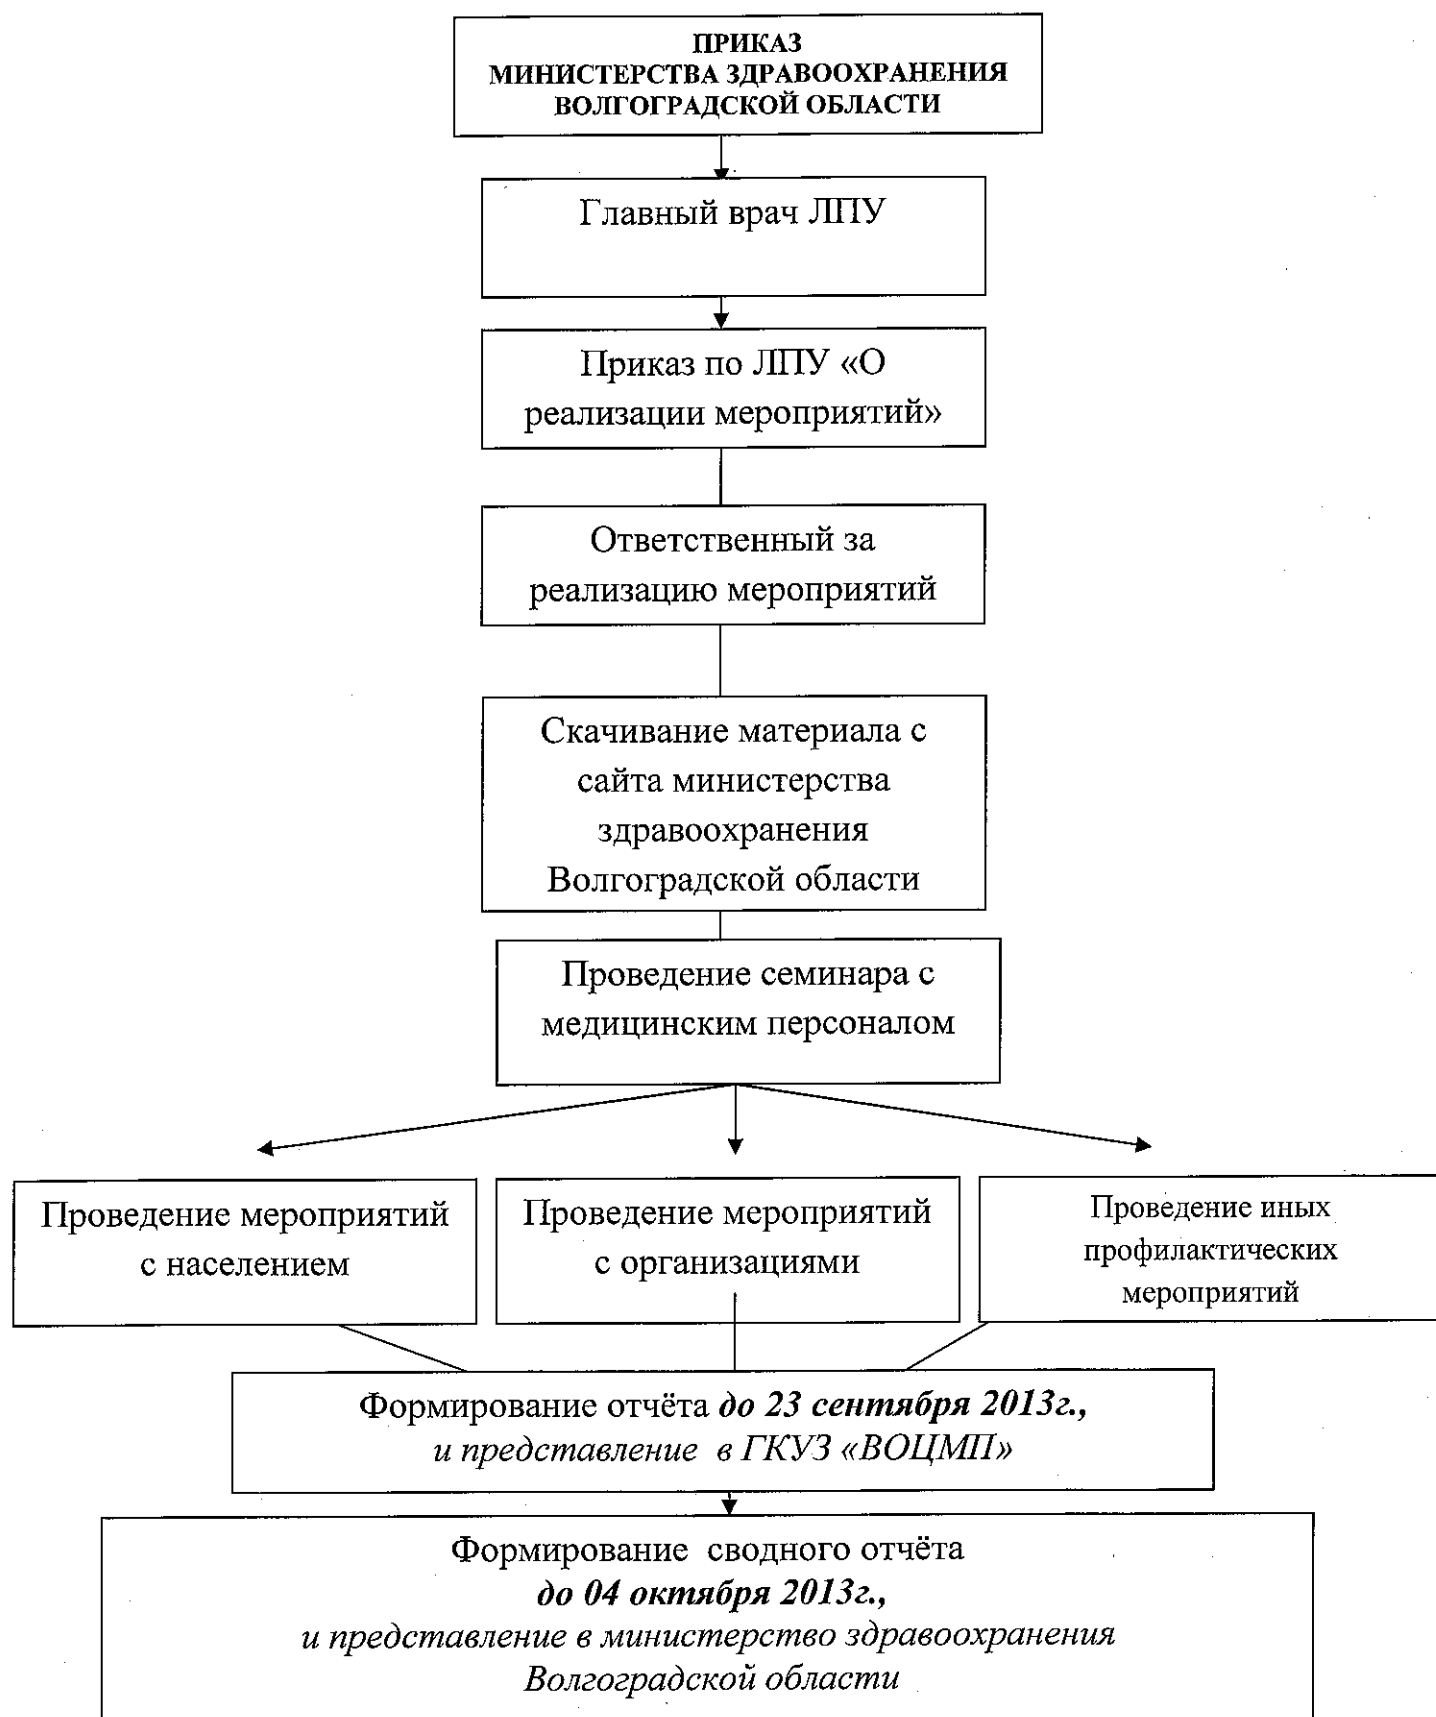 ПРИКАЗ
МИНИСТЕРСТВА ЗДРАВООХРАНЕНИЯ
ВОЛГОГРАДСКОЙ ОБЛАСТИ
Главный врач ЛПУ
Приказ по ЛПУ «О
реализации мероприятий»
Ответственный за
реализацию мероприятий
Скачивание материала с
сайта министерства
здравоохранения
Волгоградской области
Проведение семинара с
медицинским персоналом
Проведение мероприятий
с населением
Проведение мероприятий
с организациями
Проведение иных
профилактических
мероприятий
Формирование отчёта до 23 сентября 2013г.,
и представление в ГКУЗ «ВОЦМП»
Формирование сводного отчёта
до 04 октября 2013г.,
и представление в министерство здравоохранения
Волгоградской области